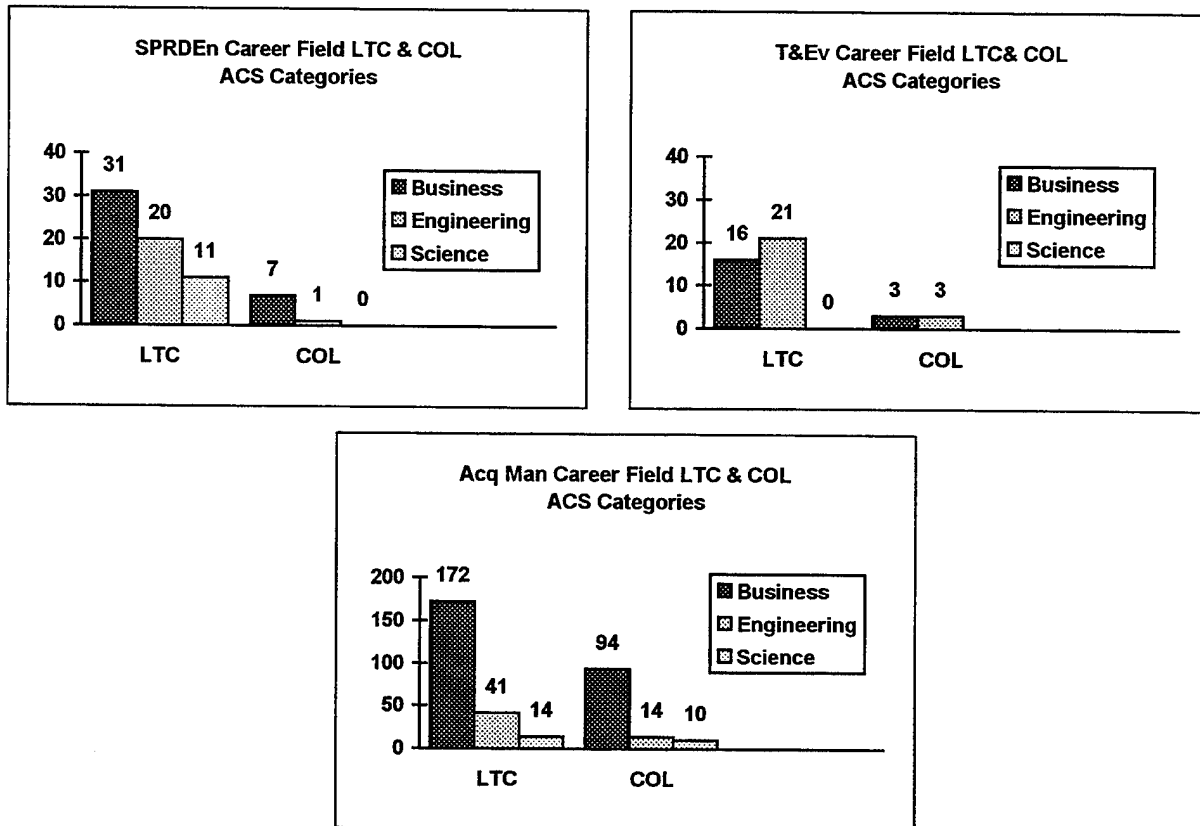 SPRDEn Career Field LTC & COL
ACS Categories
40
30
20
10
0
31
20
11
7
1
0
LTC
COL
Business
Engineering
Science
T&Ev Career Field LTC& COL
ACS Categories
40
30
20
10
0
16
21
0
3
3
LTC
COL
Business
Engineering
Science
Acq Man Career Field LTC & COL
ACS Categories
200
150
100
50
0
172
41
14
94
14
10
LTC
COL
Business
Engineering
Science